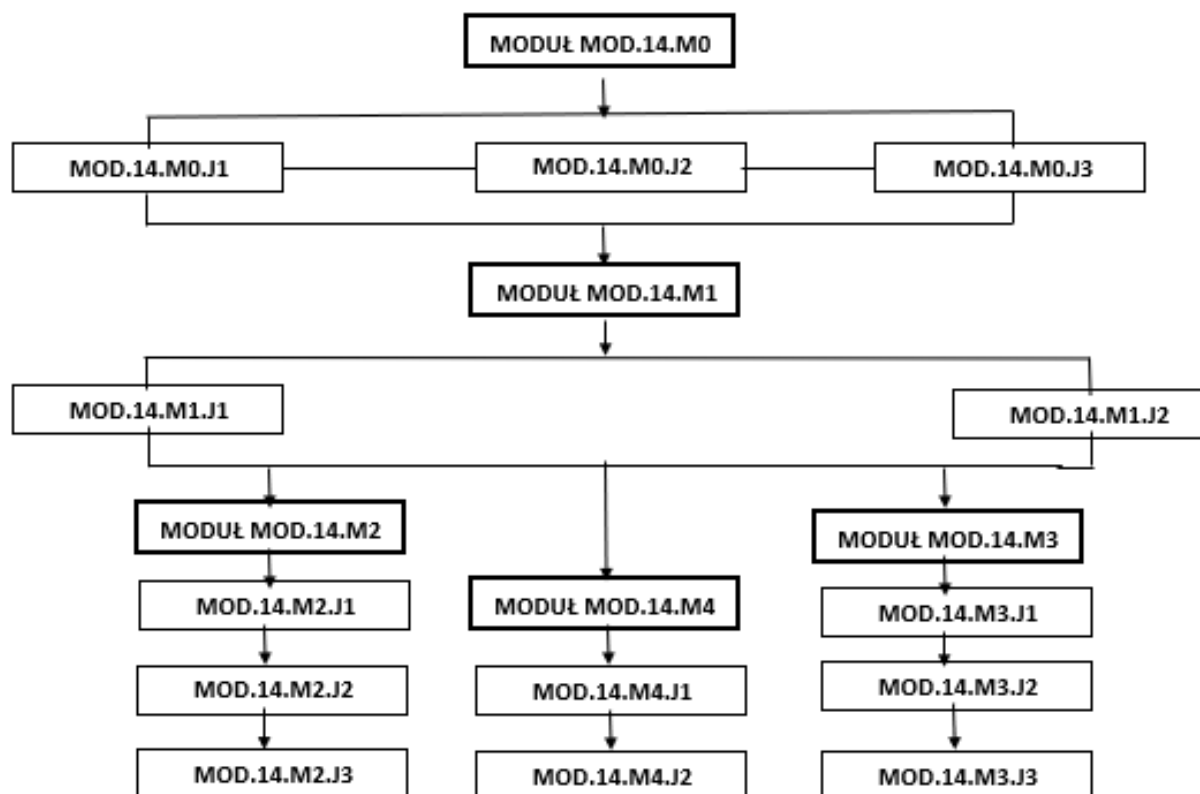 MODUŁ MOD.14.M0
MOD.14.M0.J1
MOD.14.M0.J2
MOD.14.M0.J3
MODUŁ MOD.14.M1
MOD.14.M1.J1
MOD.14.M1.J2
MODUŁ MOD.14.M2
MOD.14.M2.J1
MOD.14.M2.J2
MOD.14.M2.J3
MODUŁ MOD.14.M4
MOD.14.M4.J1
MOD.14.M4.J2
MODUŁ MOD.14.M3
MOD.14.M3.J1
MOD.14.M3.J2
MOD.14.M3.J3